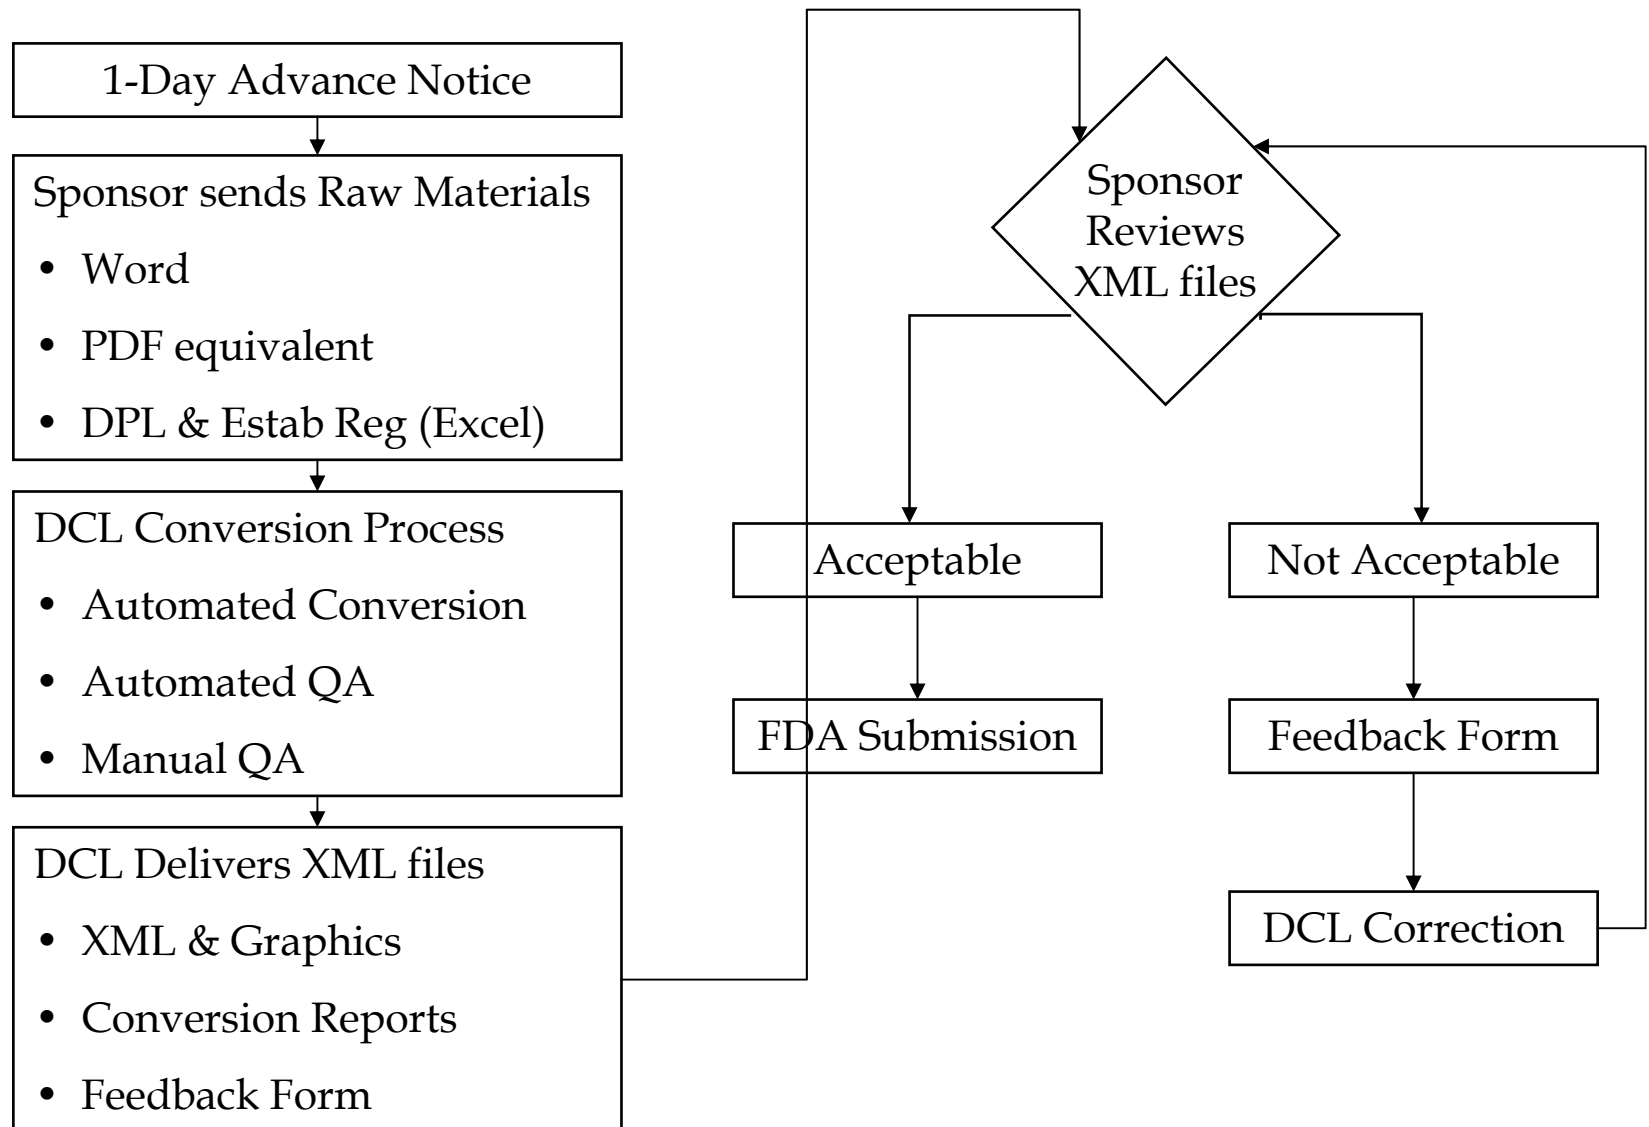 1-Day Advance Notice
Sponsor sends Raw Materials
• Word
• PDF equivalent
• DPL & Estab Reg (Excel)
DCL Conversion Process
• Automated Conversion
• Automated QA
• Manual QA
DCL Delivers XML files
• XML & Graphics
• Conversion Reports
• Feedback Form
Sponsor
Reviews
XML files
Acceptable
FDA Submission
Not Acceptable
Feedback Form
DCL Correction